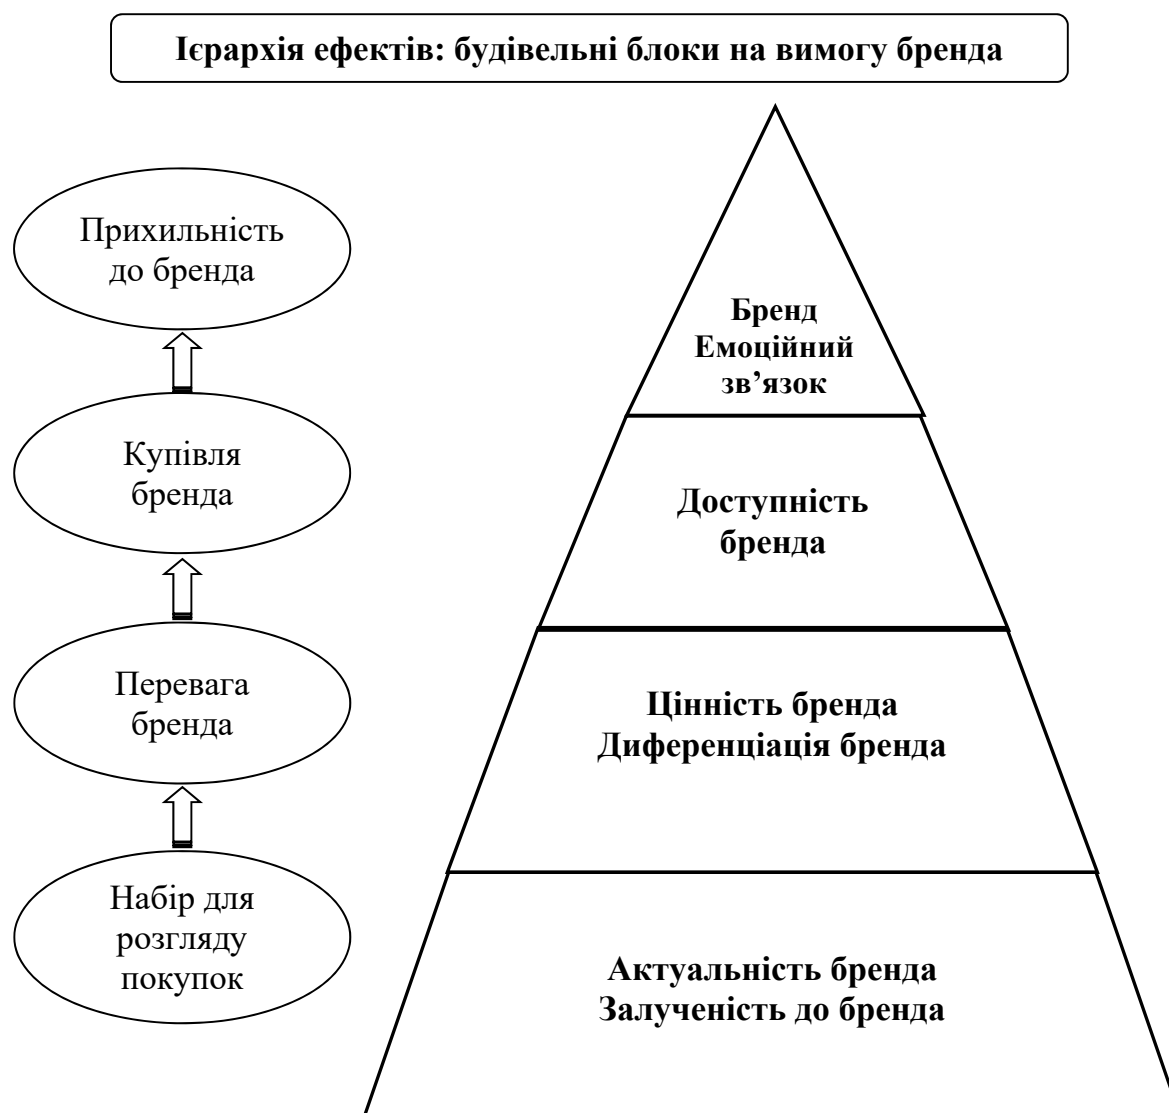 Ієрархія ефектів: будівельні блоки на вимогу бренда
Прихильність
до бренда
Бренд
Емоційний
зв’язок
Купівля
бренда
Доступність
бренда
Перевага
бренда
Цінність бренда
Диференціація бренда
Набір для
розгляду
покупок
Актуальність бренда
Залученість до бренда